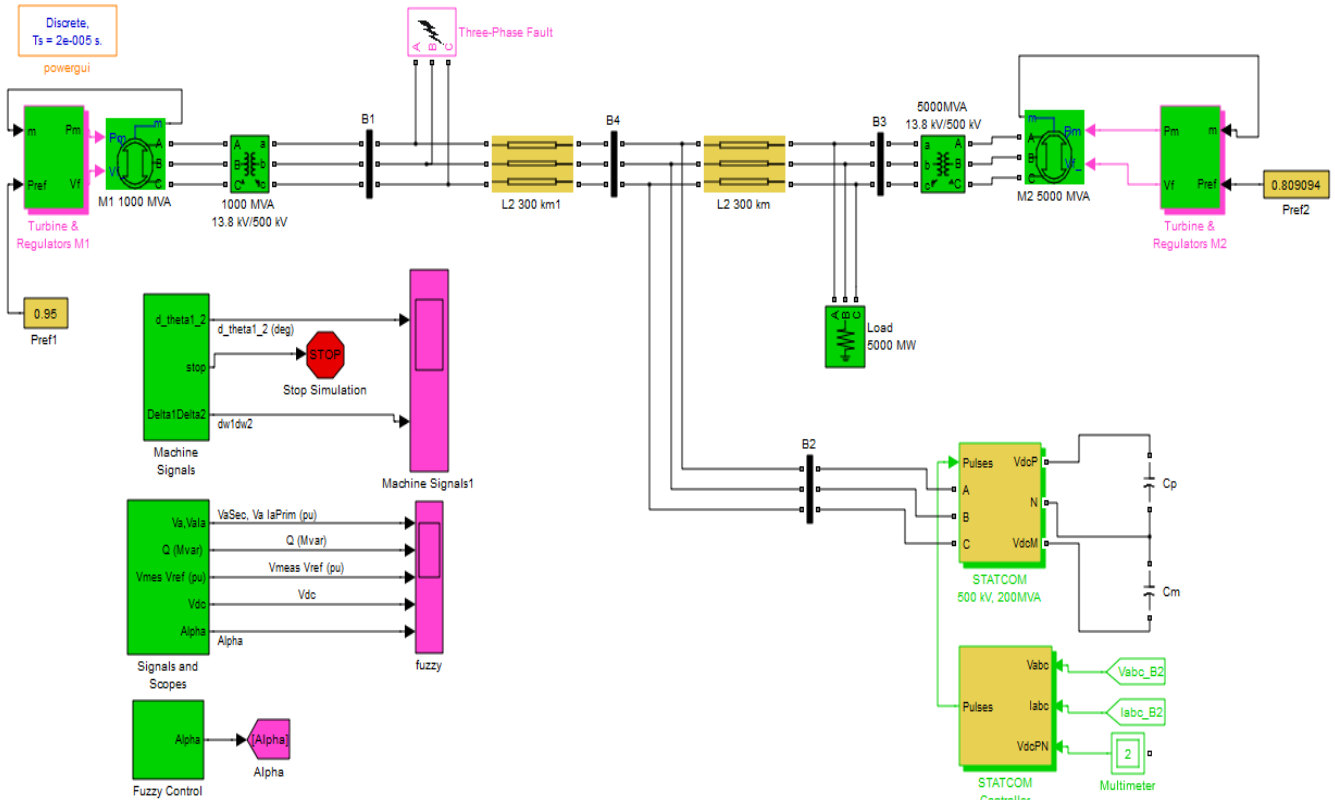 Discrete,
Ts = 2e-005 s.
powergui
Three-Phase Fault
A B C
m
Pm
Pref
Vf
Turbine &
Regulators M1
Pm
m
Vf_
A
B
C
M1 1000 MVA
A a
B b
C c
1000 MVA
13.8 kV/500 kV
B1
L2 300 km1
B4
L2 300 km
B3
5000MVA
13.8 kV/500 kV
a A
b B
c C
m
A
B
C
Pm
Vf_
M2 5000 MVA
Pm
m
Vf
Pref
Turbine &
Regulators M2
0.809094
Pref2
0.95
Pref1
A B C
Load
5000 MW
d_theta1_2
d_theta1_2 (deg)
stop
STOP
Stop Simulation
Delta1Delta2
dw1dw2
Machine
Signals
Machine Signals1
Va,VaIa
VaSec, Va IaPrim (pu)
Q (Mvar)
Q (Mvar)
Vmes Vref (pu)
Vmeas Vref (pu)
Vdc
Vdc
Alpha
Alpha
Signals and
Scopes
fuzzy
Alpha
[Alpha]
Alpha
Fuzzy Control
B2
Pulses
VdcP
A
N
B
VdcM
C
STATCOM
500 kV, 200MVA
Cp
Cm
Vabc
Vabc_B2
Pulses
Iabc
Iabc_B2
VdcPN
2
Multimeter
STATCOM
Controller